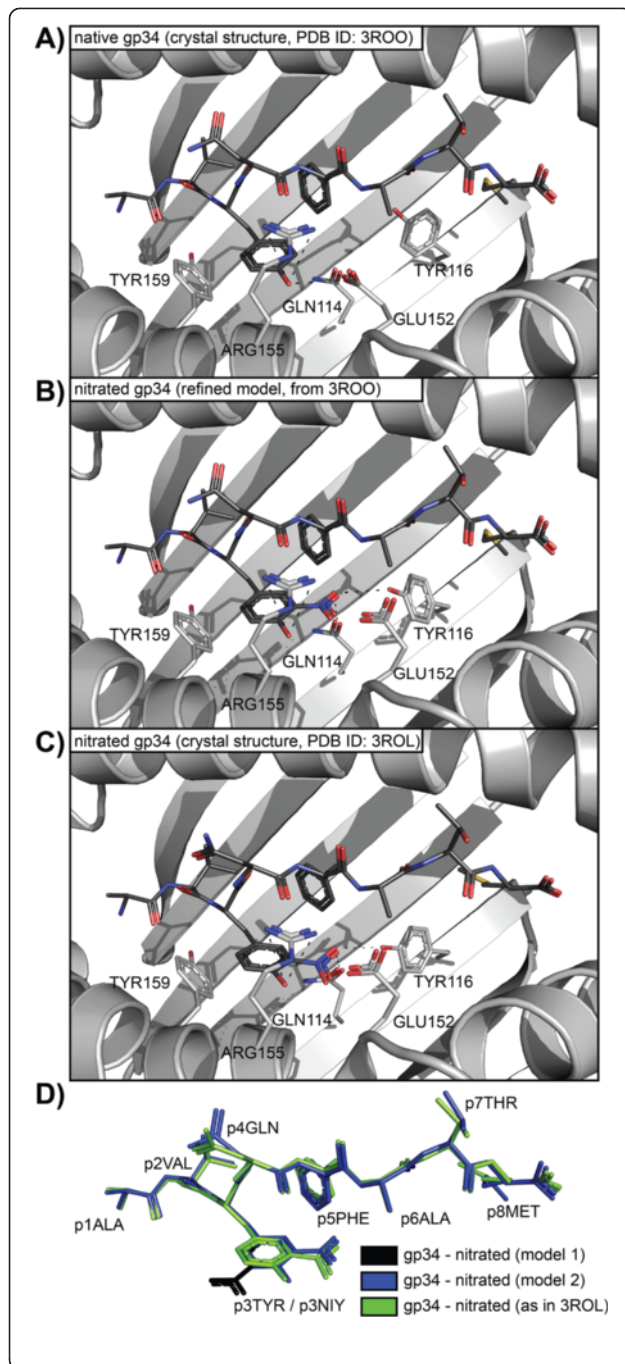 A) native gp34 (crystal structure, PDB ID: 3ROO)
TYR159
TYR116
GLN114
GLU152
ARG155
B) nitrated gp34 (refined model, from 3ROO)
TYR159
TYR116
GLN114
GLU152
ARG155
C) nitrated gp34 (crystal structure, PDB ID: 3ROL)
TYR159
TYR116
GLN114
GLU152
ARG155
D)
p7THR
p4GLN
p2VAL
p1ALA
p5PHE
p6ALA
p8MET
p3TYR / p3NIY
gp34 - nitrated (model 1)
gp34 - nitrated (model 2)
gp34 - nitrated (as in 3ROL)